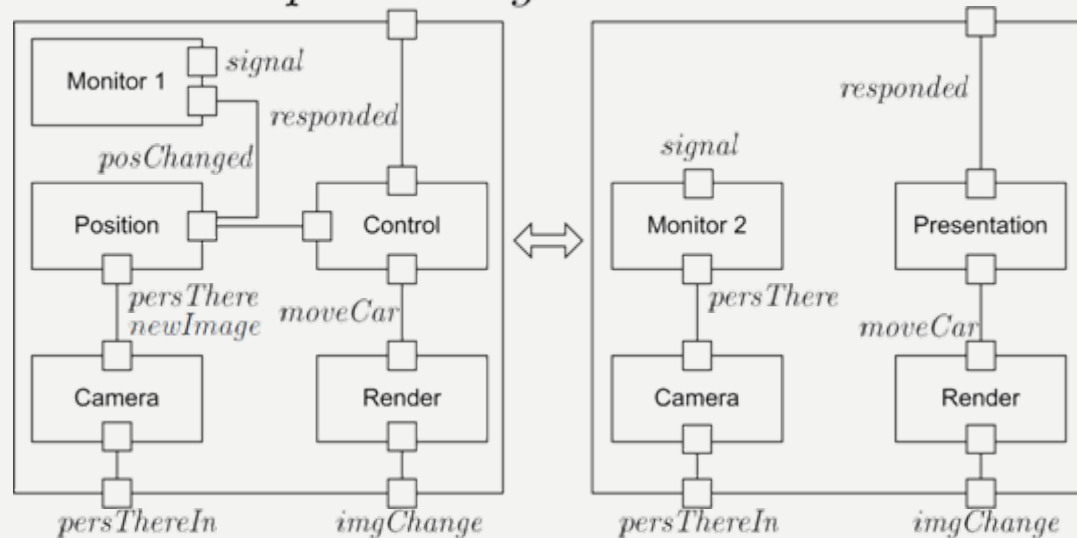 Monitor 1
signal
responded
posChanged
Position
Control
persThere
newImage
moveCar
Camera
Render
persThereIn
imgChange
responded
signal
Monitor 2
Presentation
persThere
moveCar
Camera
Render
persThereIn
imgChange